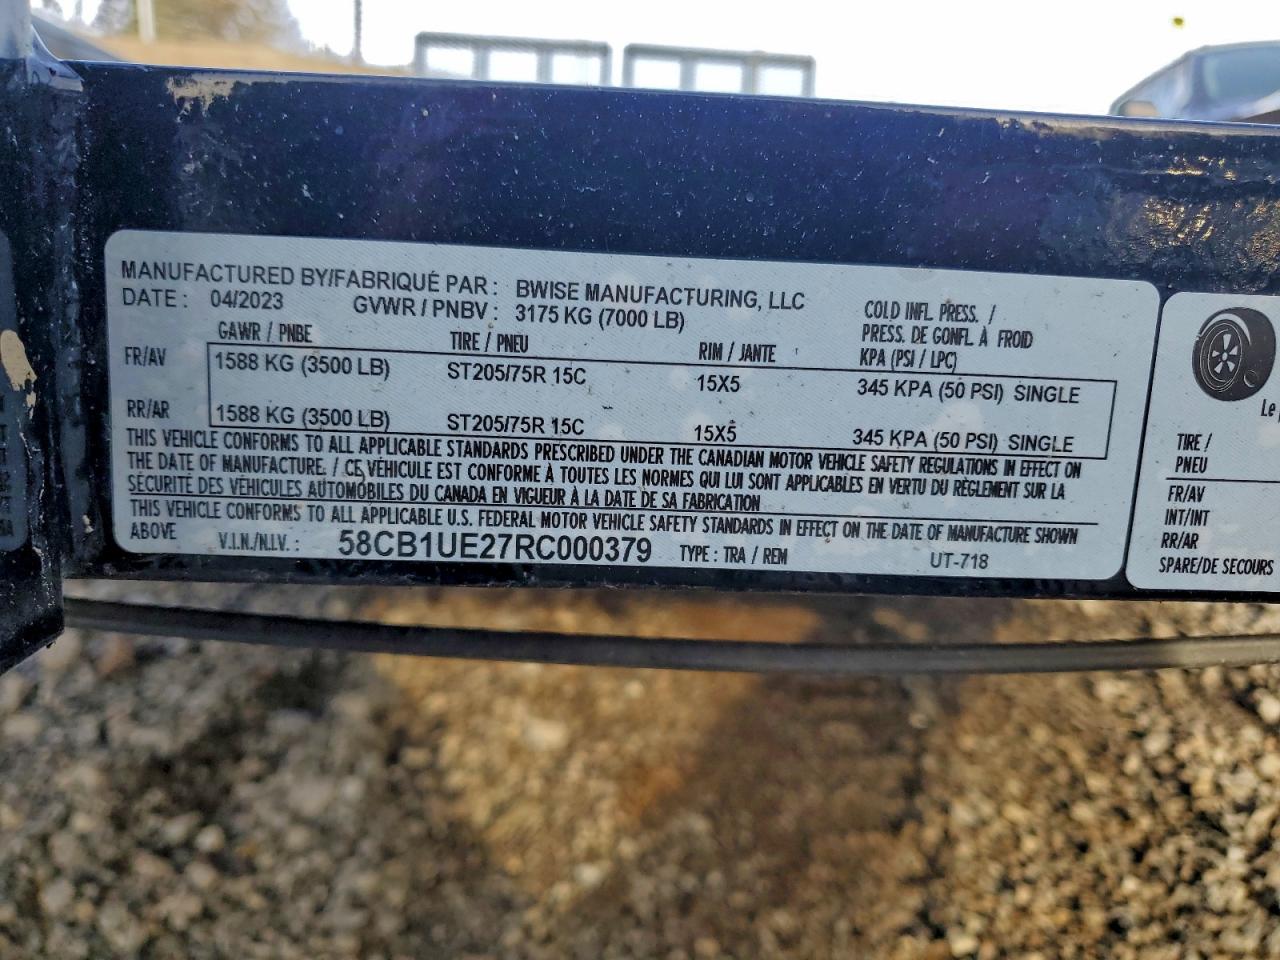 MANUFACTURED BY/FABRIQUÉ PAR : BWISE MANUFACTURING, LLC
DATE : 04/2023 GVWR / PNBV : 3175 KG (7000 LB)
COLD INFL. PRESS. /
PRESS. DE GONFL. À FROID
GAWR / PNBE TIRE / PNEU RIM / JANTE KPA (PSI / LPC)
FR/AV 1588 KG (3500 LB) ST205/75R 15C 15X5 345 KPA (50 PSI) SINGLE
RR/AR 1588 KG (3500 LB) ST205/75R 15C 15X5 345 KPA (50 PSI) SINGLE
THIS VEHICLE CONFORMS TO ALL APPLICABLE STANDARDS PRESCRIBED UNDER THE CANADIAN MOTOR VEHICLE SAFETY REGULATIONS IN EFFECT ON
THE DATE OF MANUFACTURE. / CE VÉHICULE EST CONFORME À TOUTES LES NORMES QUI LUI SONT APPLICABLES EN VERTU DU RÈGLEMENT SUR LA
SÉCURITÉ DES VÉHICULES AUTOMOBILES DU CANADA EN VIGUEUR À LA DATE DE SA FABRICATION
THIS VEHICLE CONFORMS TO ALL APPLICABLE U.S. FEDERAL MOTOR VEHICLE SAFETY STANDARDS IN EFFECT ON THE DATE OF MANUFACTURE SHOWN
ABOVE V.I.N./N.I.V. : 58CB1UE27RC000379 TYPE : TRA / REM UT-718
Le
TIRE /
PNEU
FR/AV
INT/INT
RR/AR
SPARE/DE SECOURS